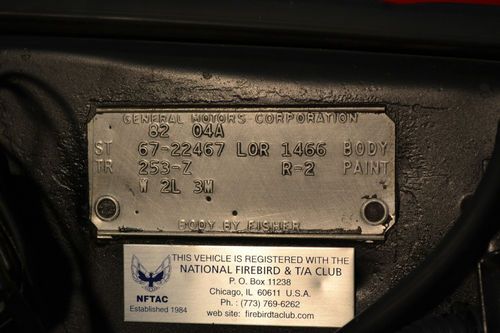 GENERAL MOTORS CORPORATION
82 04A
ST 67-22467 LOR 1466 BODY
TR 253-Z R-2 PAINT
W 2L 3M
BODY BY FISHER
THIS VEHICLE IS REGISTERED WITH THE
NATIONAL FIREBIRD & T/A CLUB
P. O. Box 11238
Chicago, IL 60611 U.S.A.
Ph. : (773) 769-6262
web site: firebirdtaclub.com
NFTAC
Established 1984